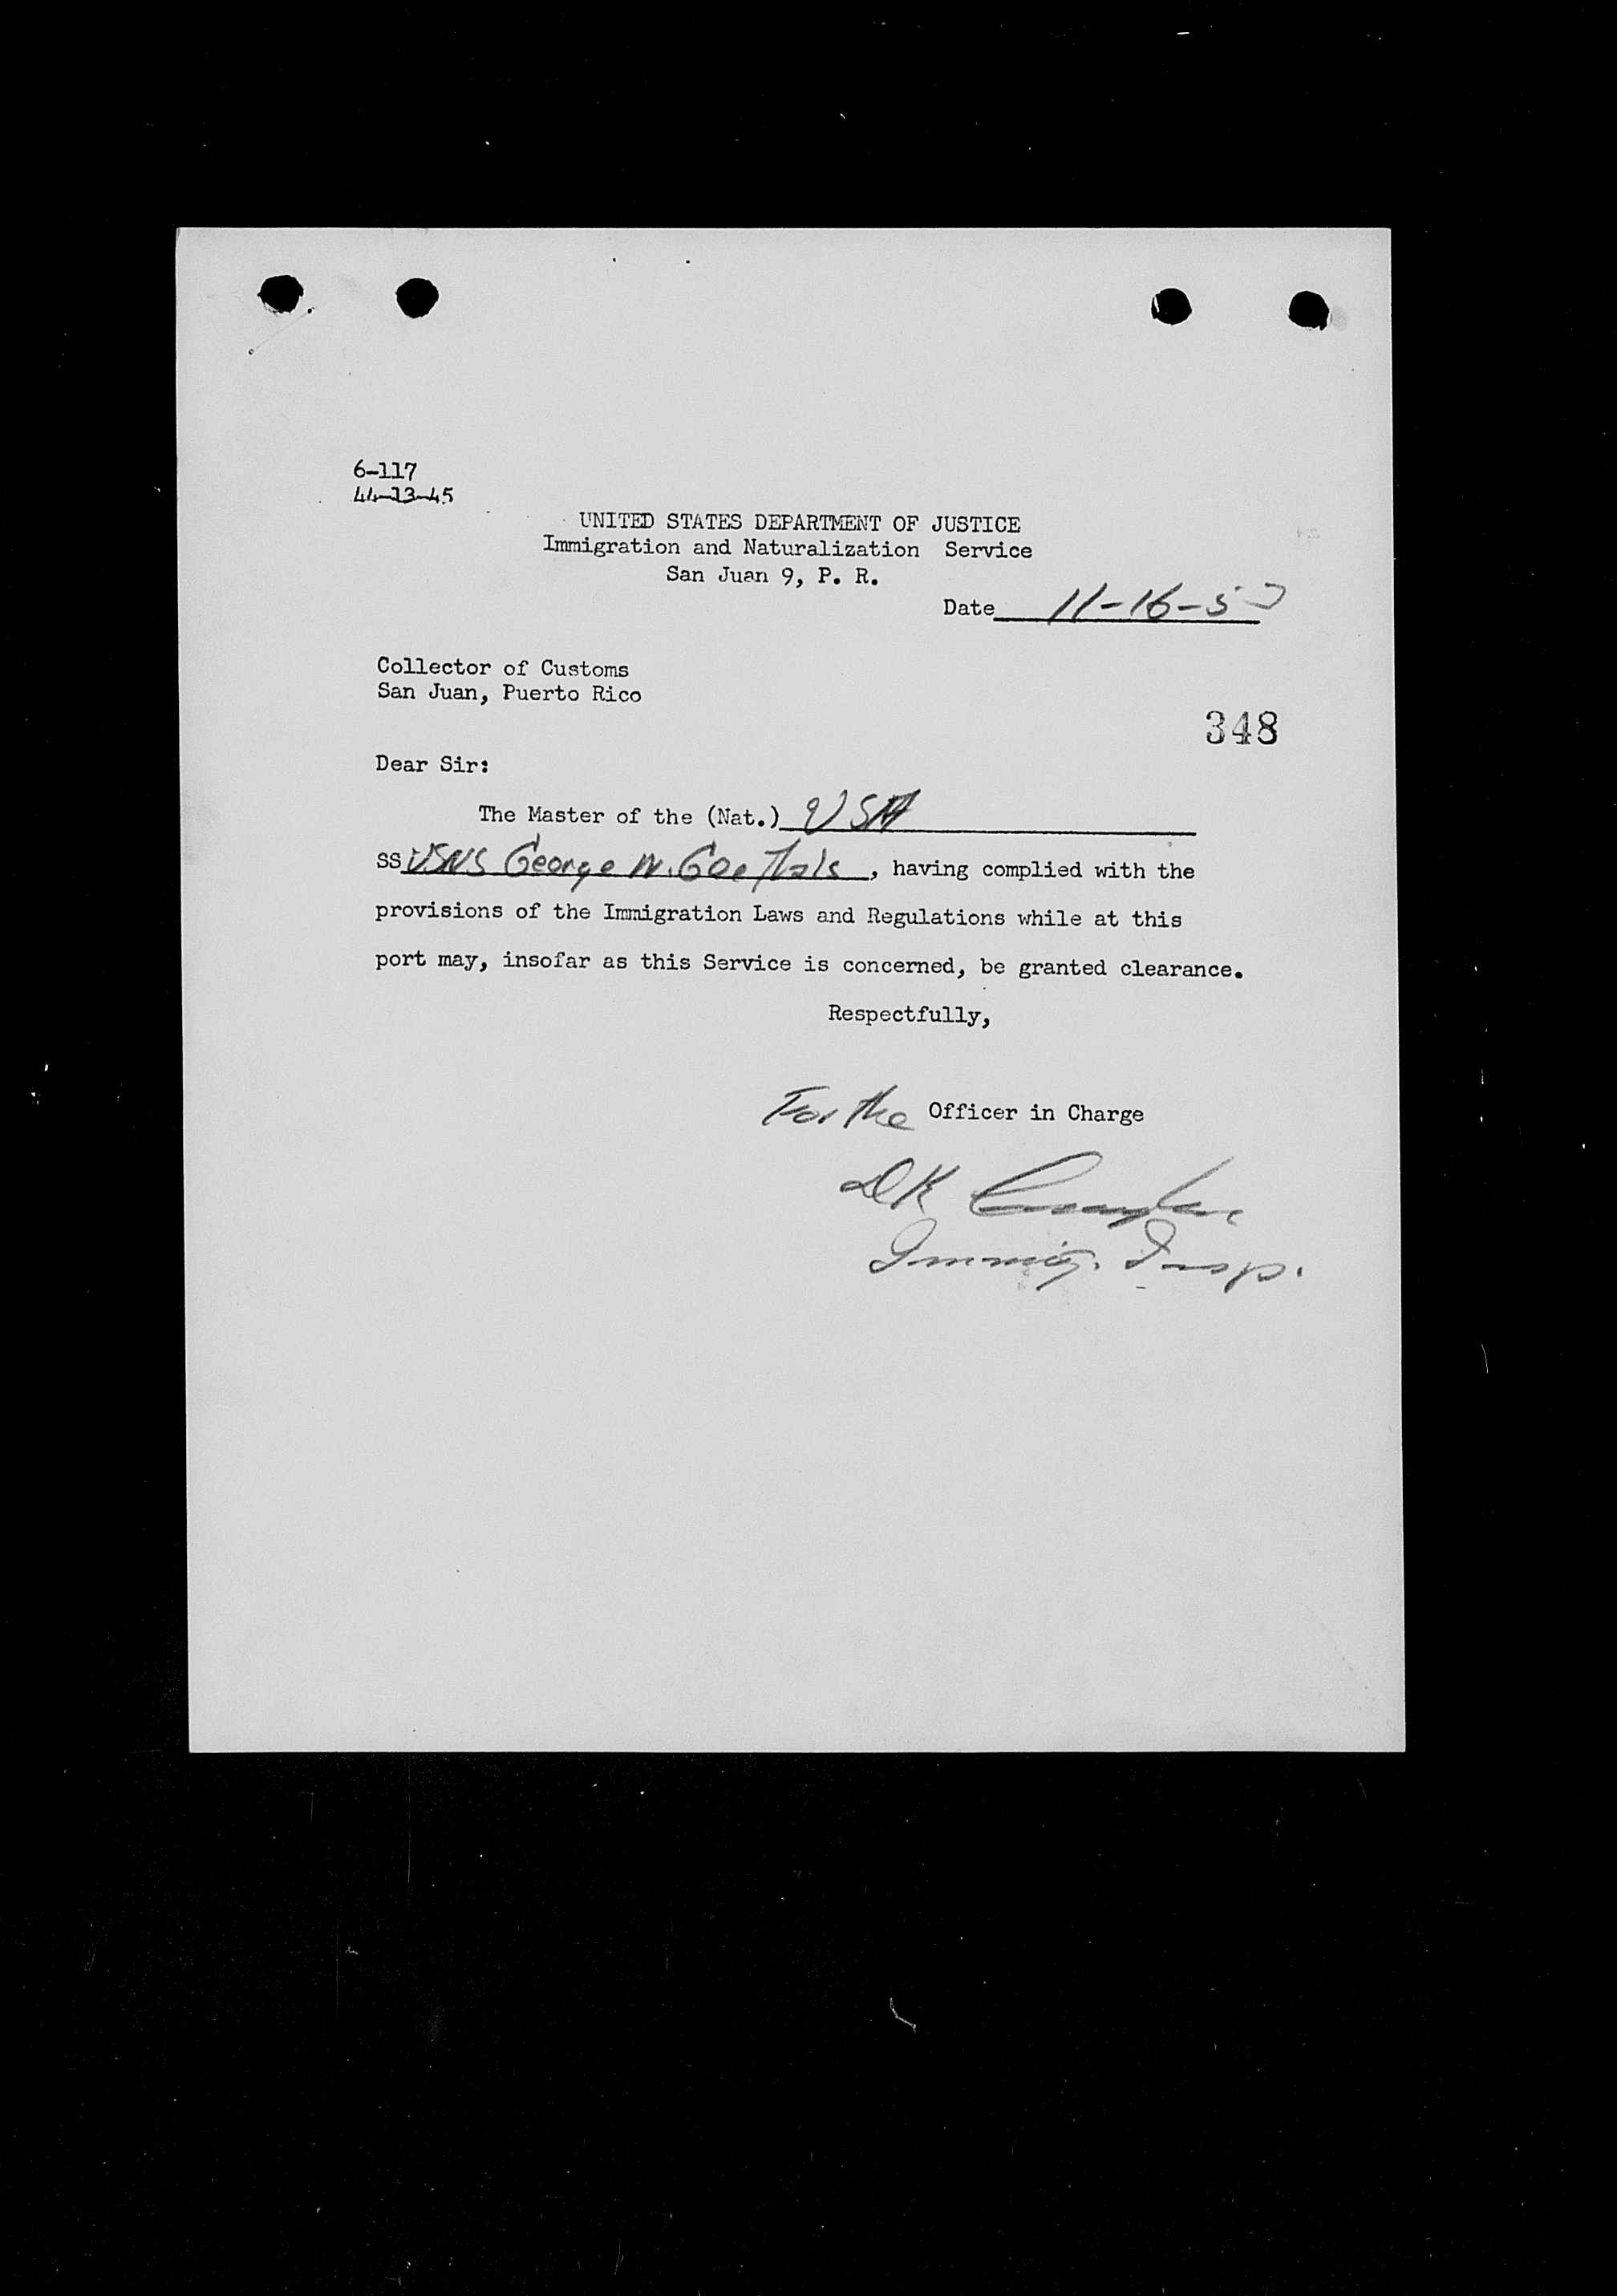 6-117
44-13-45
UNITED STATES DEPARTMENT OF JUSTICE
Immigration and Naturalization Service
San Juan 9, P. R.
Date 11-16-5
Collector of Customs
San Juan, Puerto Rico
348
Dear Sir:
The Master of the (Nat.) USA
SS USNS George W. Goethals, having complied with the
provisions of the Immigration Laws and Regulations while at this
port may, insofar as this Service is concerned, be granted clearance.
Respectfully,
For the Officer in Charge
DK
Immig. Insp.